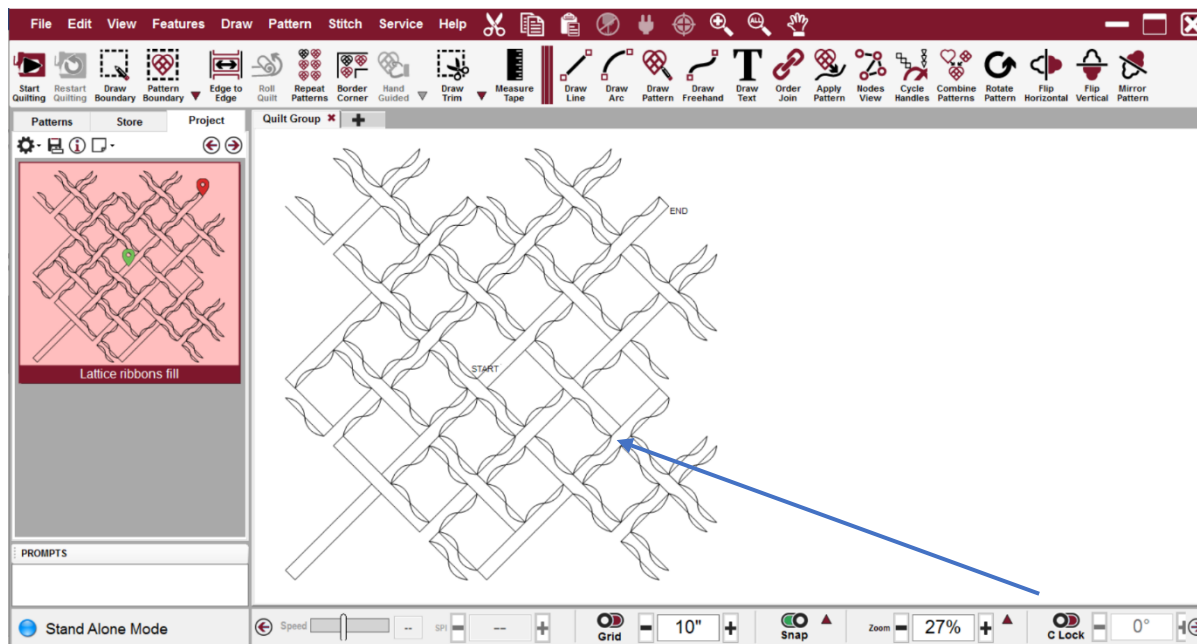 File Edit View Features Draw Pattern Stitch Service Help
ALL
Start Quilting
Restart Quilting
Draw Boundary
Pattern Boundary
Edge to Edge
Roll Quilt
Repeat Patterns
Border Corner
Hand Guided
Draw Trim
Measure Tape
Draw Line
Draw Arc
Draw Pattern
Draw Freehand
T
Draw Text
Order Join
Apply Pattern
Nodes View
Cycle Handles
Combine Patterns
Rotate Pattern
Flip Horizontal
Flip Vertical
Mirror Pattern
Patterns Store Project
Quilt Group
Lattice ribbons fill
END
START
PROMPTS
Stand Alone Mode
Speed --
SPI --
Grid 10"
Snap
Zoom 27%
C Lock 0°